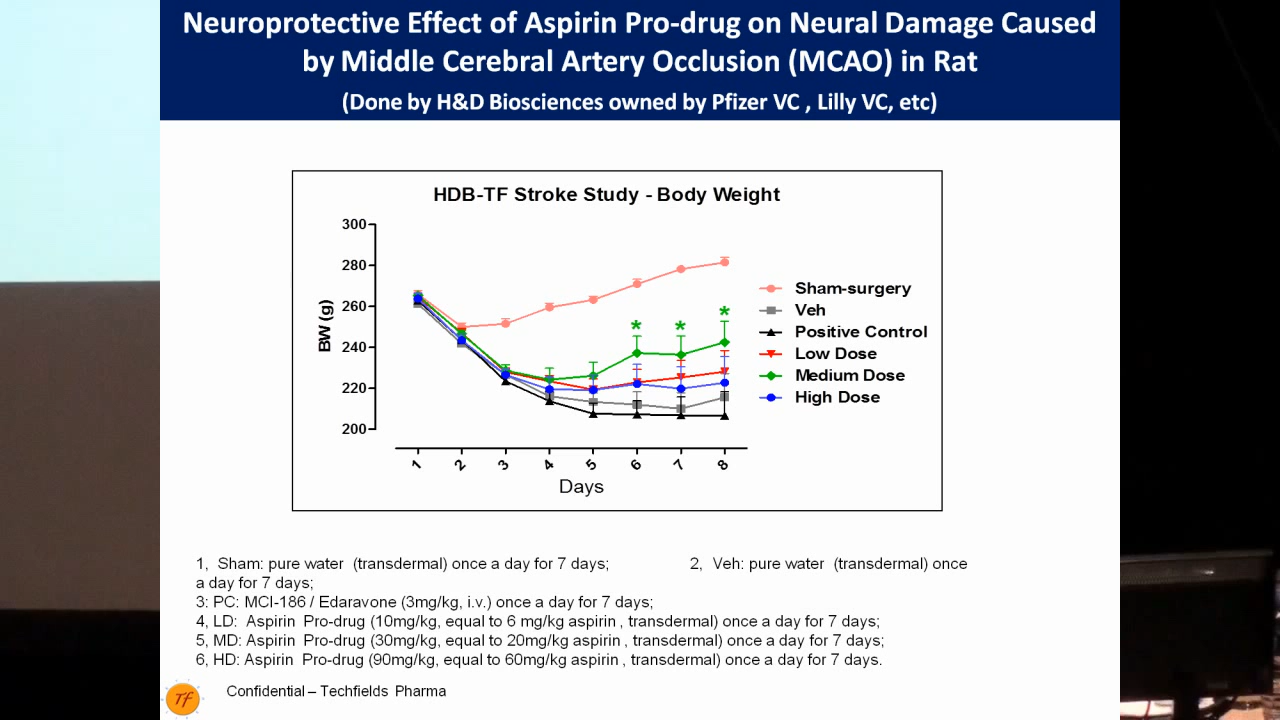 Neuroprotective Effect of Aspirin Pro-drug on Neural Damage Caused
by Middle Cerebral Artery Occlusion (MCAO) in Rat
(Done by H&D Biosciences owned by Pfizer VC , Lilly VC, etc)
HDB-TF Stroke Study - Body Weight
300
280
260
240
220
200
BW (g)
* * *
1 2 3 4 5 6 7 8
Days
Sham-surgery
Veh
Positive Control
Low Dose
Medium Dose
High Dose
1, Sham: pure water (transdermal) once a day for 7 days; 2, Veh: pure water (transdermal) once
a day for 7 days;
3: PC: MCI-186 / Edaravone (3mg/kg, i.v.) once a day for 7 days;
4, LD: Aspirin Pro-drug (10mg/kg, equal to 6 mg/kg aspirin , transdermal) once a day for 7 days;
5, MD: Aspirin Pro-drug (30mg/kg, equal to 20mg/kg aspirin , transdermal) once a day for 7 days;
6, HD: Aspirin Pro-drug (90mg/kg, equal to 60mg/kg aspirin , transdermal) once a day for 7 days.
Tf
Confidential – Techfields Pharma